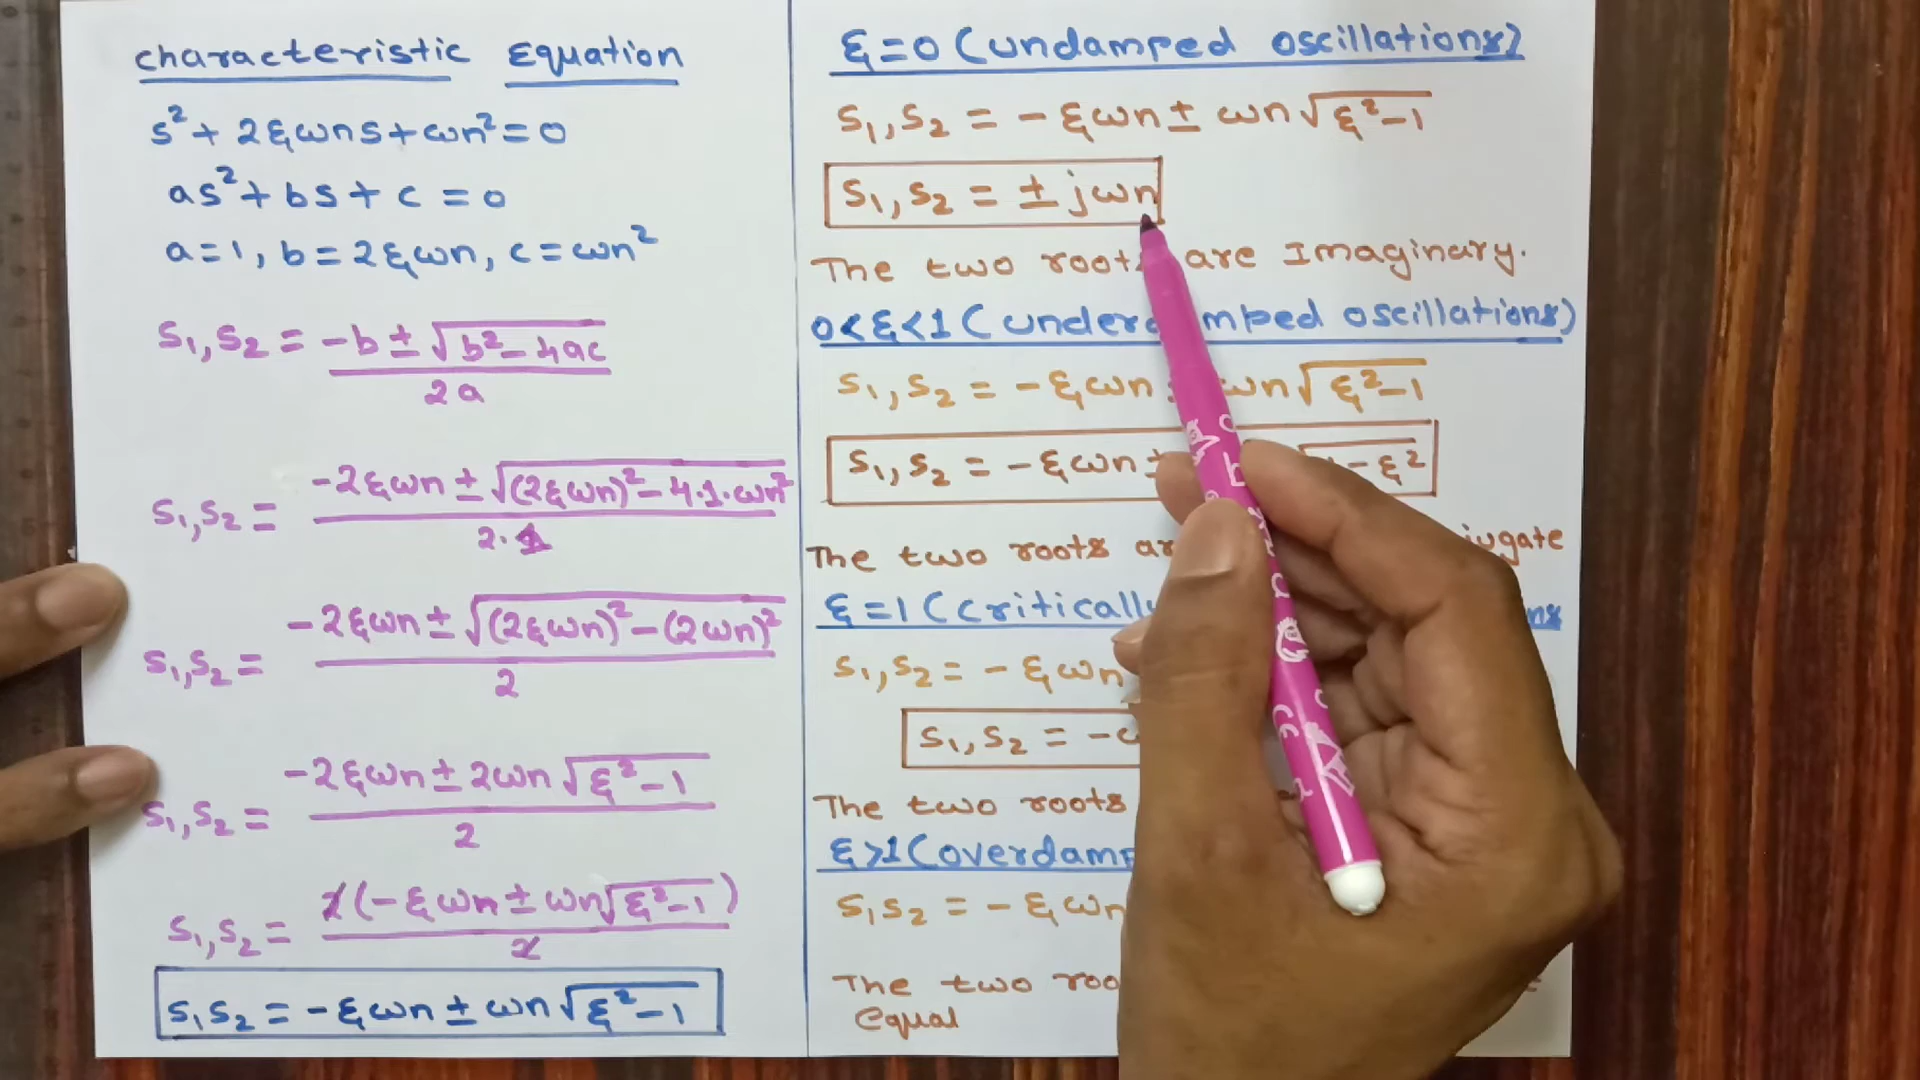 characteristic Equation
s² + 2ξωns + ωn² = 0
as² + bs + c = 0
a = 1, b = 2ξωn, c = ωn²
s₁, s₂ = -b ± √b² - 4ac / 2a
s₁, s₂ = -2ξωn ± √(2ξωn)² - 4·1·ωn² / 2·1
s₁, s₂ = -2ξωn ± √(2ξωn)² - (2ωn)² / 2
s₁, s₂ = -2ξωn ± 2ωn √ξ² - 1 / 2
s₁, s₂ = 2(-ξωn ± ωn√ξ² - 1) / 2
s₁ s₂ = -ξωn ± ωn √ξ² - 1
ξ = 0 (undamped oscillations)
s₁, s₂ = -ξωn ± ωn √ξ² - 1
s₁, s₂ = ± jωn
The two roots are Imaginary.
0 < ξ < 1 (underdamped oscillations)
s₁, s₂ = -ξωn ωn √ξ² - 1
s₁, s₂ = -ξωn ± - ξ²
The two roots
ξ = 1 (critically
s₁, s₂ = -ξωn
s₁, s₂ = -
The two roots
ξ > 1 (overdamp
s₁ s₂ = -ξωn
The two
equal